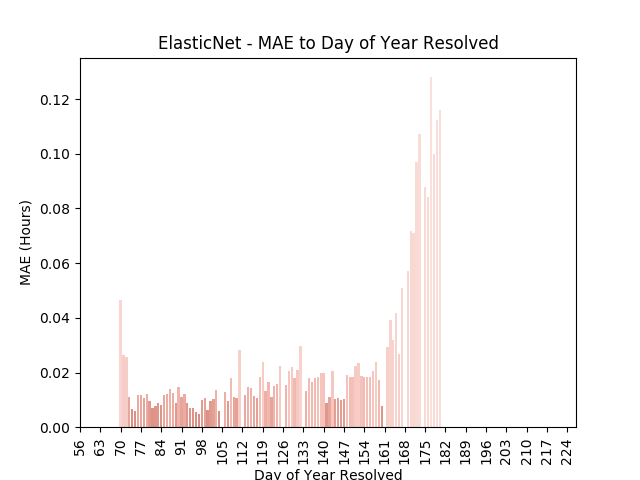 ElasticNet - MAE to Day of Year Resolved
MAE (Hours)
0.12
0.10
0.08
0.06
0.04
0.02
0.00
56 63 70 77 84 91 98 105 112 119 126 133 140 147 154 161 168 175 182 189 196 203 210 217 224
Day of Year Resolved